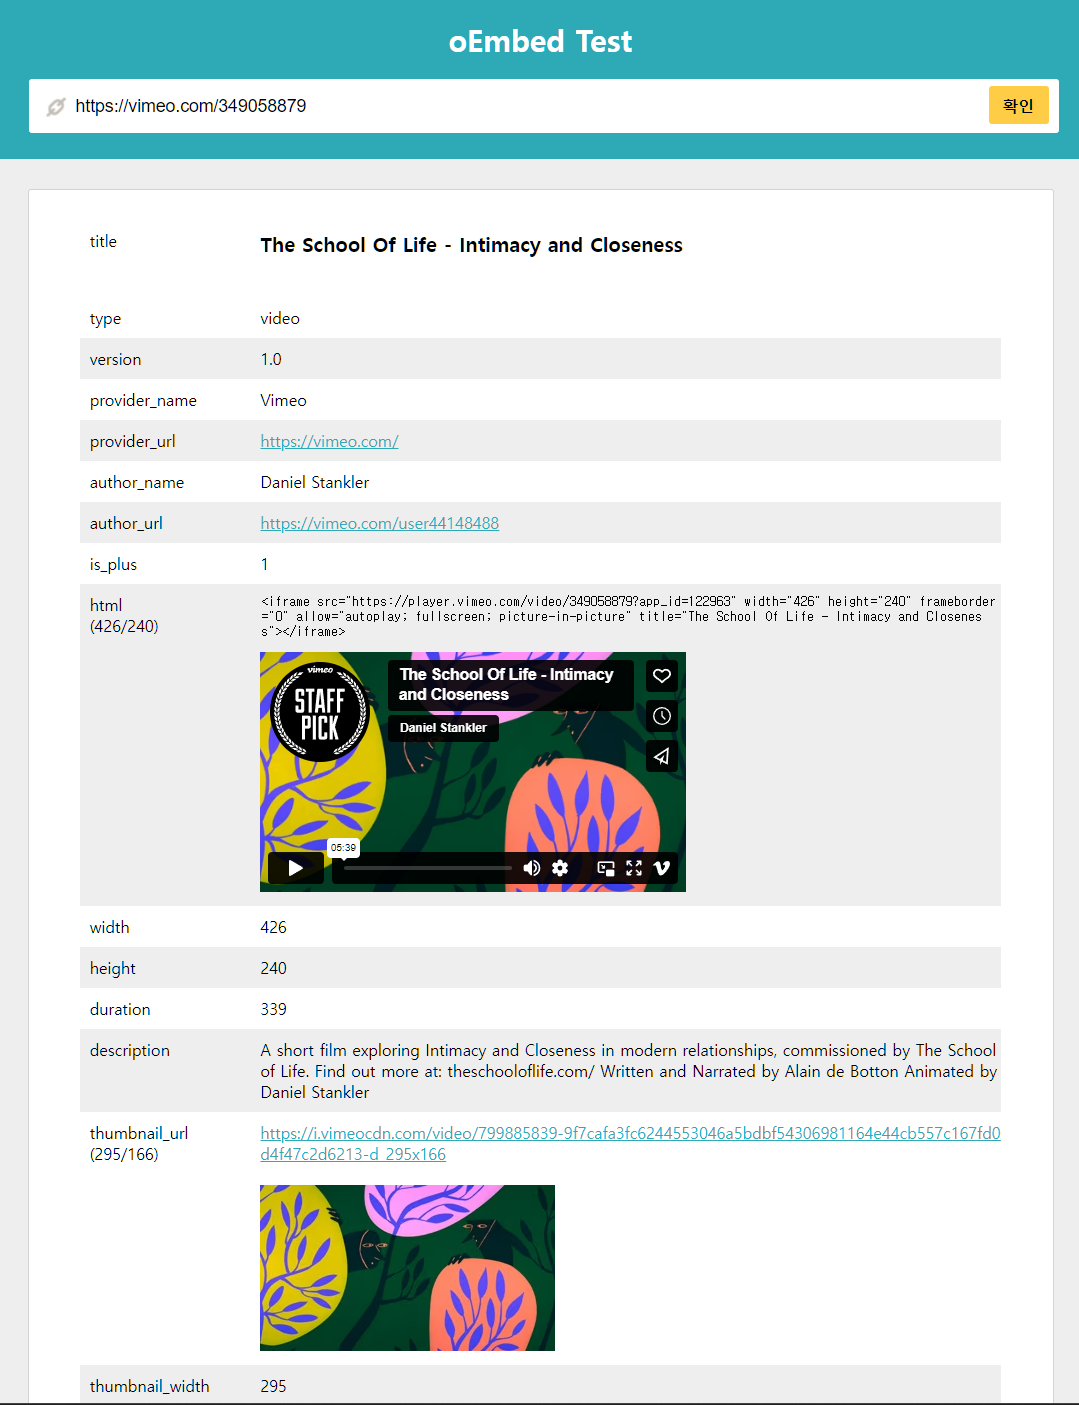 oEmbed Test
https://vimeo.com/349058879
확인
title
The School Of Life - Intimacy and Closeness
type
video
version
1.0
provider_name
Vimeo
provider_url
https://vimeo.com/
author_name
Daniel Stankler
author_url
https://vimeo.com/user44148488
is_plus
1
html
(426/240)
<iframe src="https://player.vimeo.com/video/349058879?app_id=122963" width="426" height="240" frameborder
="0" allow="autoplay; fullscreen; picture-in-picture" title="The School Of Life - Intimacy and Closenes
s"></iframe>
vimeo
STAFF
PICK
The School Of Life - Intimacy
and Closeness
Daniel Stankler
05:39
width
426
height
240
duration
339
description
A short film exploring Intimacy and Closeness in modern relationships, commissioned by The School
of Life. Find out more at: theschooloflife.com/ Written and Narrated by Alain de Botton Animated by
Daniel Stankler
thumbnail_url
(295/166)
https://i.vimeocdn.com/video/799885839-9f7cafa3fc6244553046a5bdbf54306981164e44cb557c167fd0
d4f47c2d6213-d_295x166
thumbnail_width
295